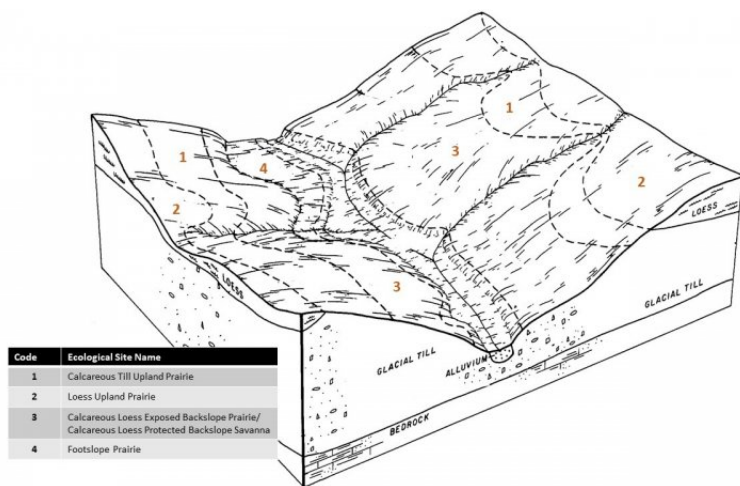 1
1
4
3
2
2
LOESS
LOESS
3
GLACIAL TILL
GLACIAL TILL
ALLUVIUM
BEDROCK
Code Ecological Site Name
1 Calcareous Till Upland Prairie
2 Loess Upland Prairie
3 Calcareous Loess Exposed Backslope Prairie/
Calcareous Loess Protected Backslope Savanna
4 Footslope Prairie